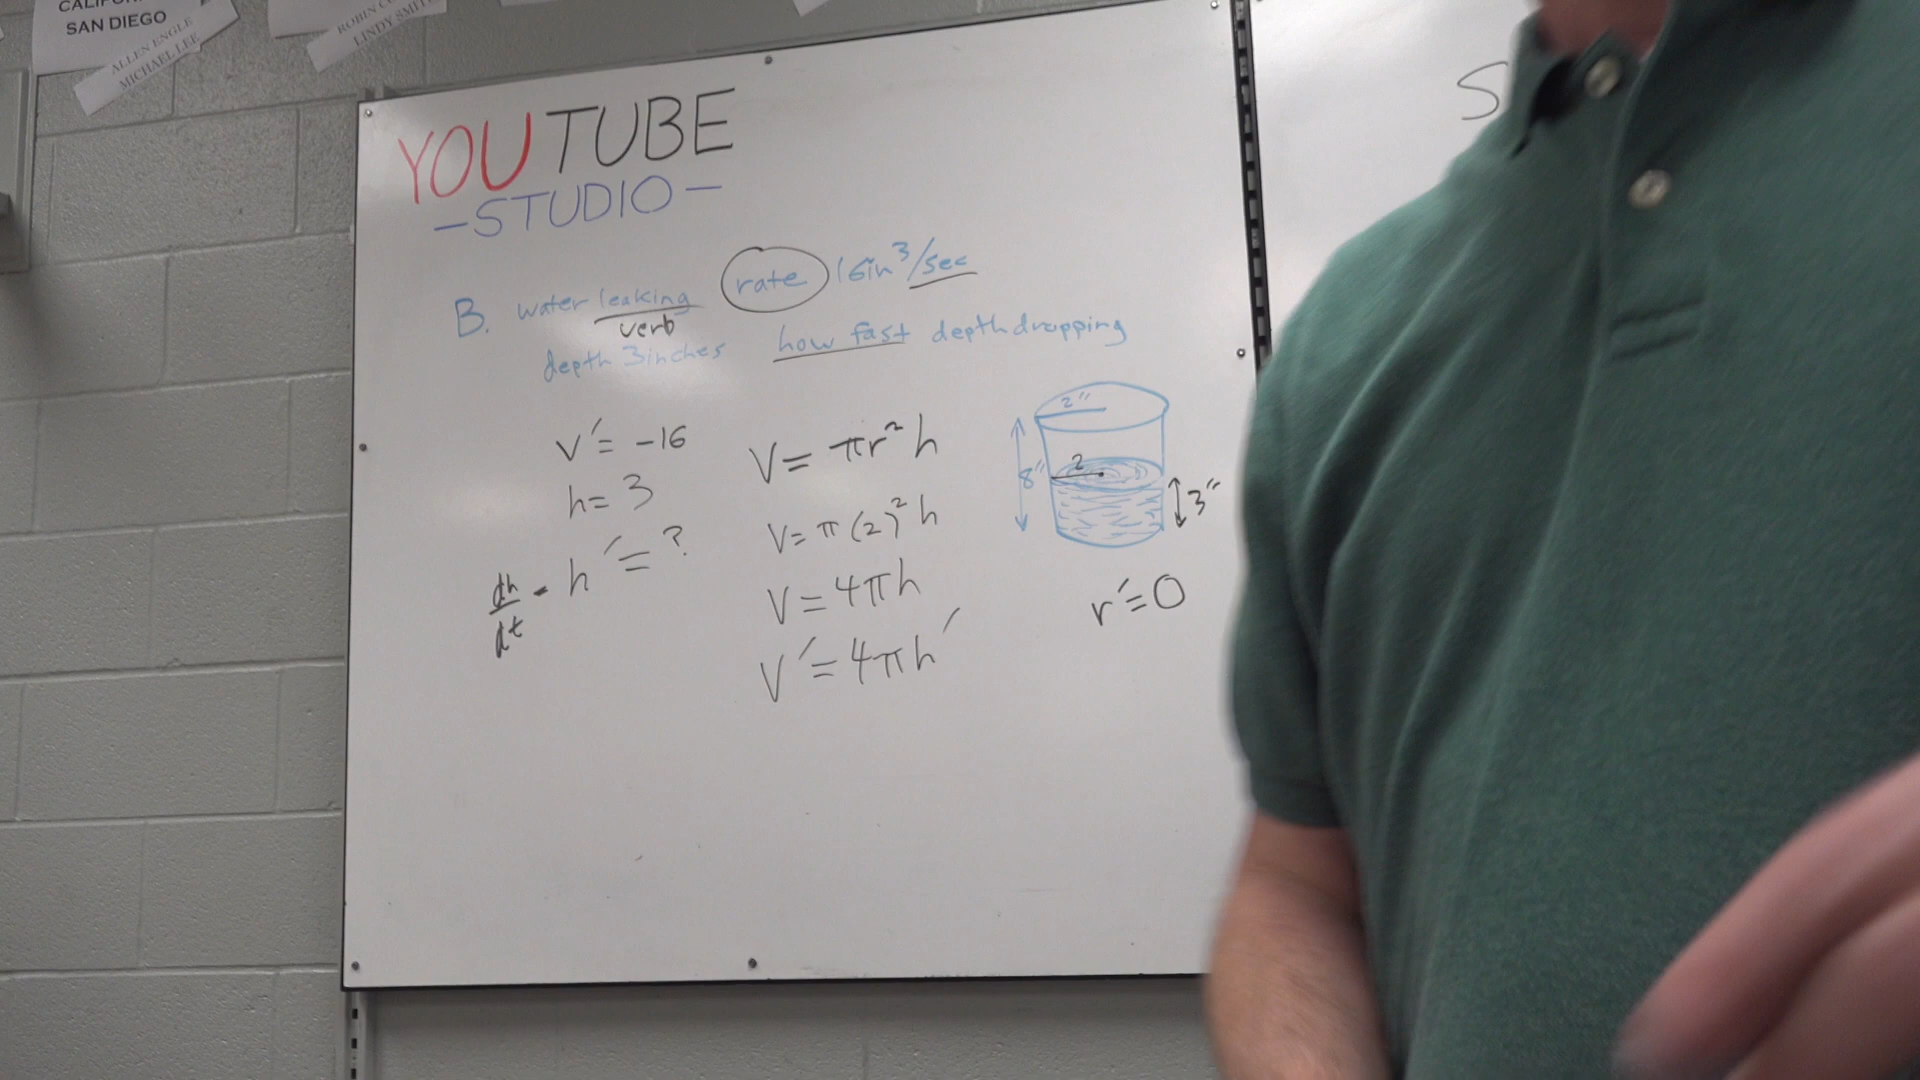 SAN DIEGO
ALLEN ENGLE
MICHAEL LEE
ROBIN
LINDY SMITH
YOUTUBE
-STUDIO-
B. water leaking rate 16in³/sec
verb
depth 3inches how fast depth dropping
V′= -16
h= 3
dh/dt = h′=?
V= πr²h
V= π(2)²h
V= 4πh
V′= 4πh′
2″
8″
2
3″
r′=0
S